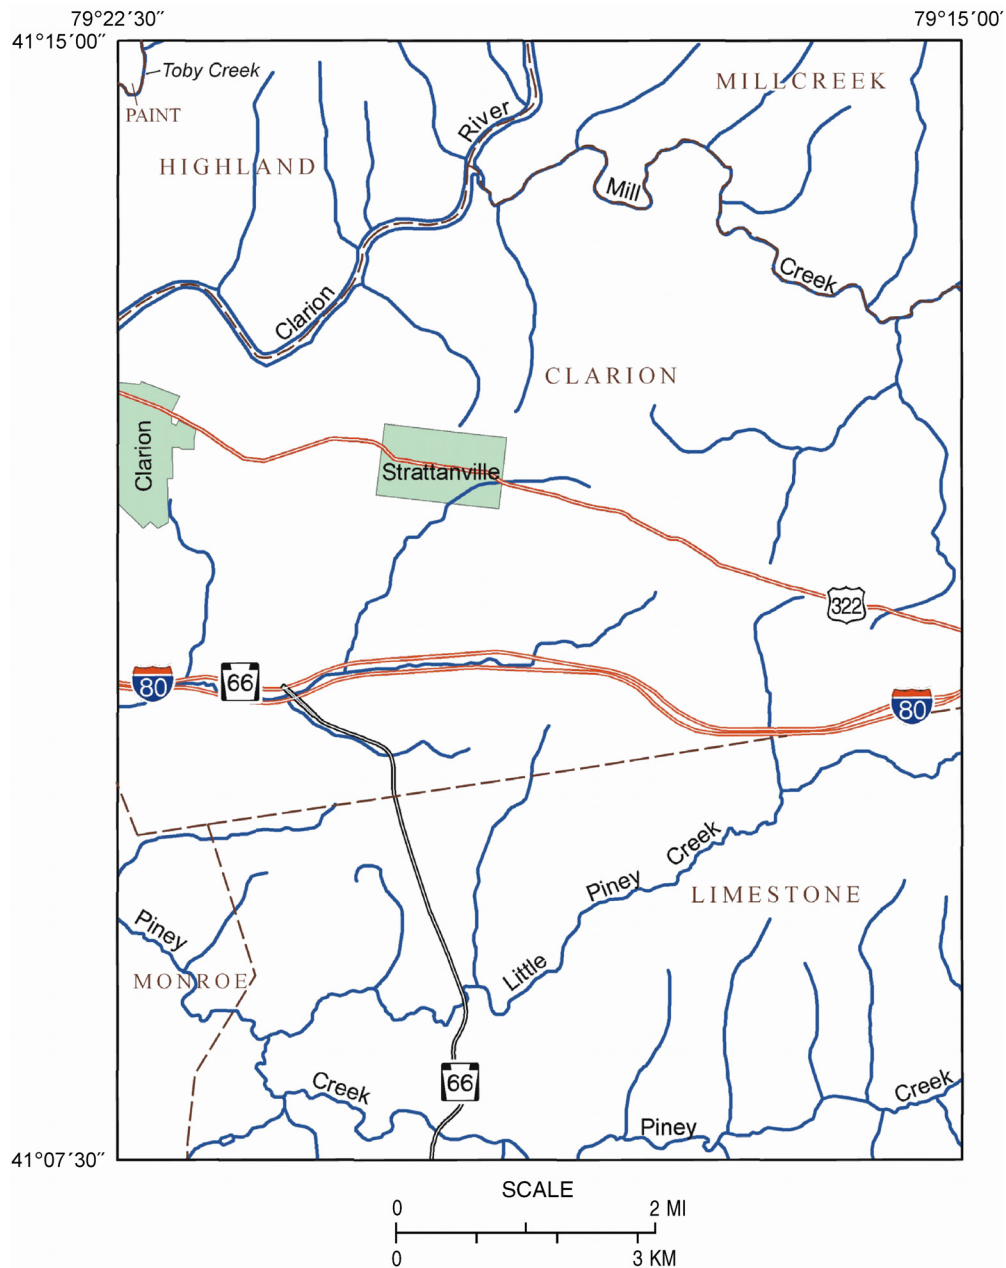 79°22´30˝ 79°15´00˝
41°15´00˝
Toby Creek
PAINT
MILLCREEK
River
HIGHLAND
Mill
Creek
Clarion
CLARION
Clarion
Strattanville
322
80
66
80
Creek
Piney
LIMESTONE
Piney
Little
MONROE
66
Creek
Creek
Piney
41°07´30˝
SCALE
0 2 MI
0 3 KM